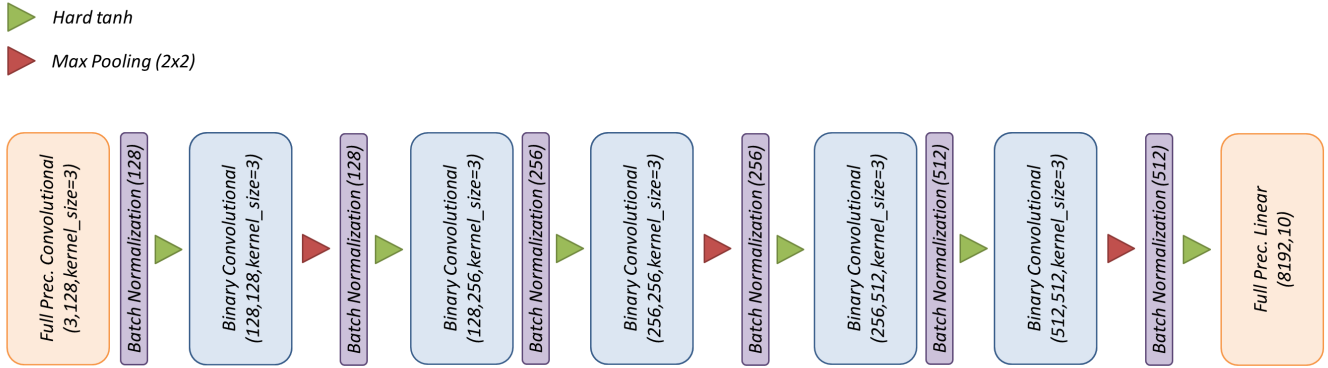 Hard tanh
Max Pooling (2x2)
Full Prec. Convolutional
(3,128,kernel_size=3)
Batch Normalization (128)
Binary Convolutional
(128,128,kernel_size=3)
Batch Normalization (128)
Binary Convolutional
(128,256,kernel_size=3)
Batch Normalization (256)
Binary Convolutional
(256,256,kernel_size=3)
Batch Normalization (256)
Binary Convolutional
(256,512,kernel_size=3)
Batch Normalization (512)
Binary Convolutional
(512,512,kernel_size=3)
Batch Normalization (512)
Full Prec. Linear
(8192,10)